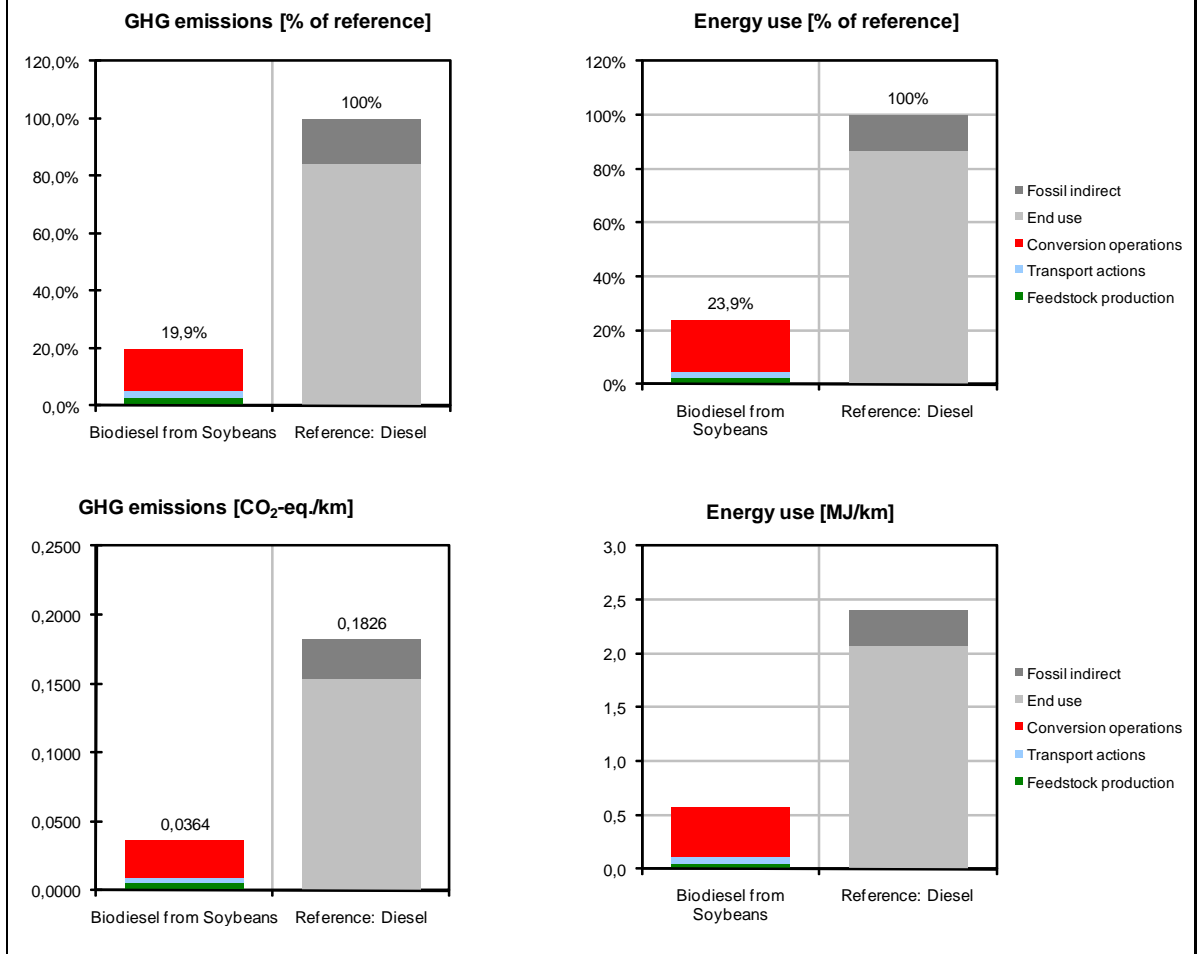 GHG emissions [% of reference]
120,0%
100,0%
80,0%
60,0%
40,0%
20,0%
0,0%
19,9%
100%
Biodiesel from Soybeans
Reference: Diesel
Energy use [% of reference]
120%
100%
80%
60%
40%
20%
0%
23,9%
100%
Biodiesel from
Soybeans
Reference: Diesel
Fossil indirect
End use
Conversion operations
Transport actions
Feedstock production
GHG emissions [CO₂-eq./km]
0,2500
0,2000
0,1500
0,1000
0,0500
0,0000
0,0364
0,1826
Biodiesel from Soybeans
Reference: Diesel
Energy use [MJ/km]
3,0
2,5
2,0
1,5
1,0
0,5
0,0
Biodiesel from
Soybeans
Reference: Diesel
Fossil indirect
End use
Conversion operations
Transport actions
Feedstock production